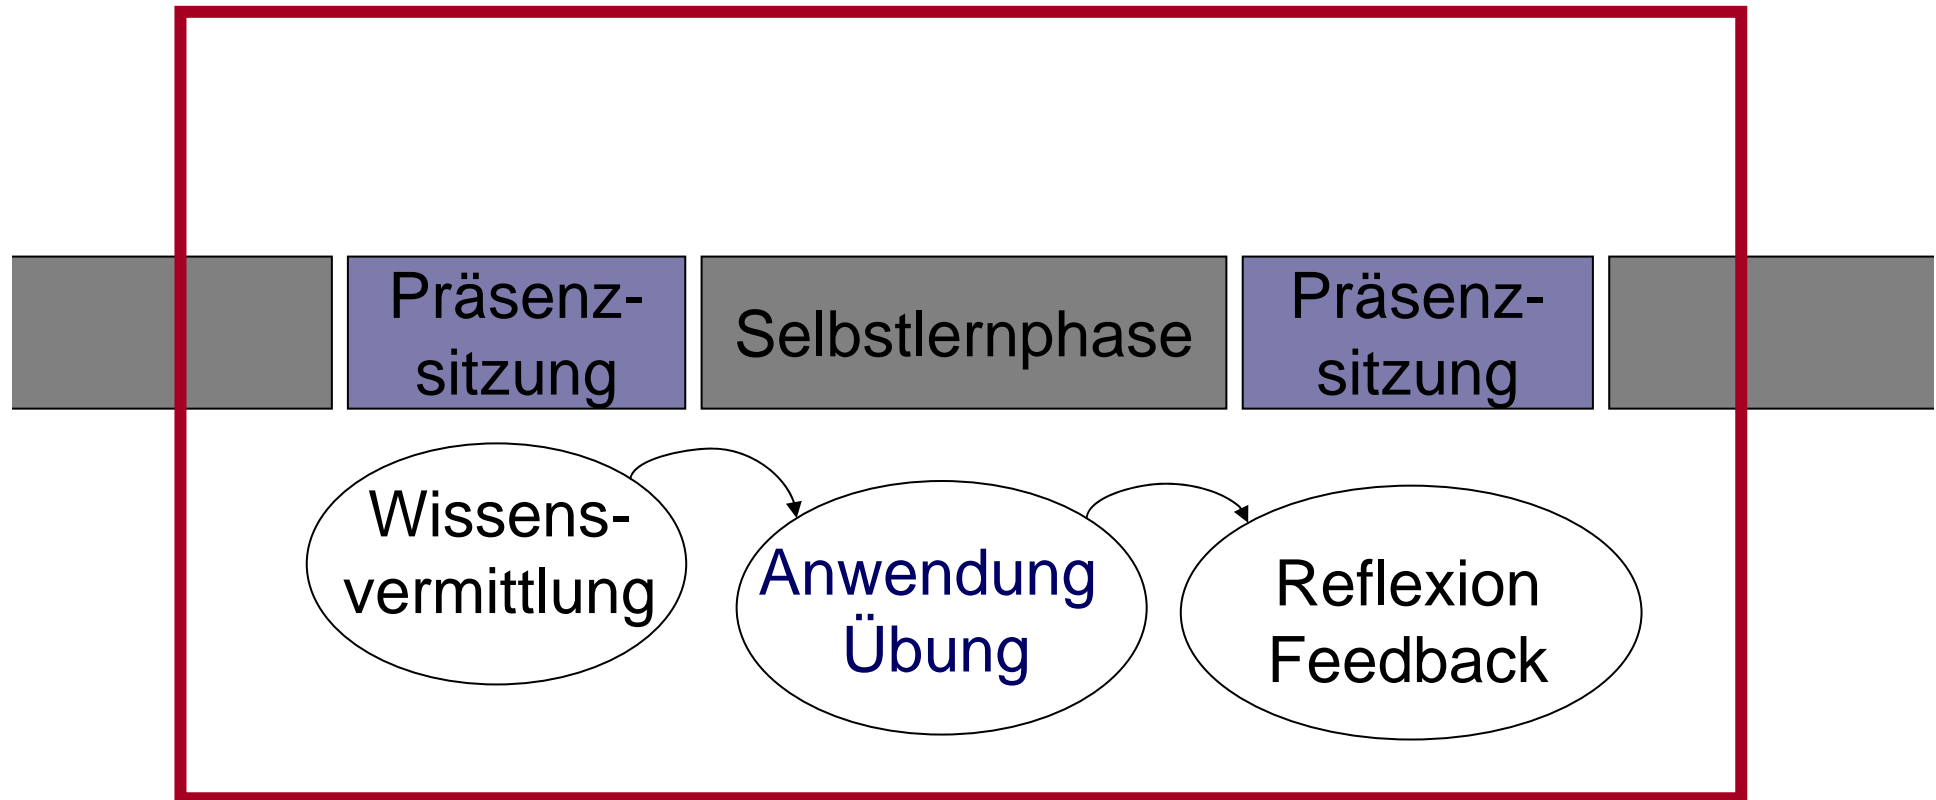 Präsenz-
sitzung
Selbstlernphase
Präsenz-
sitzung
Wissens-
vermittlung
Anwendung
Übung
Reflexion
Feedback